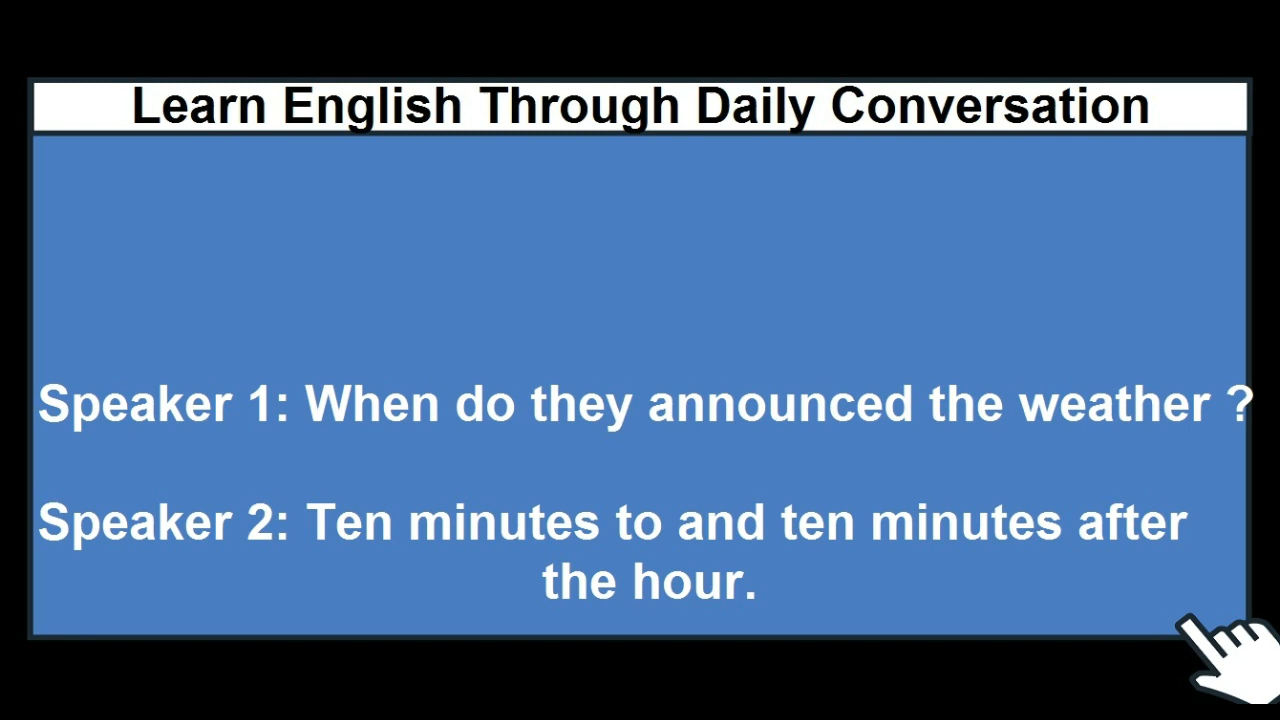 Learn English Through Daily Conversation
Speaker 1: When do they announced the weather ?
Speaker 2: Ten minutes to and ten minutes after
the hour.